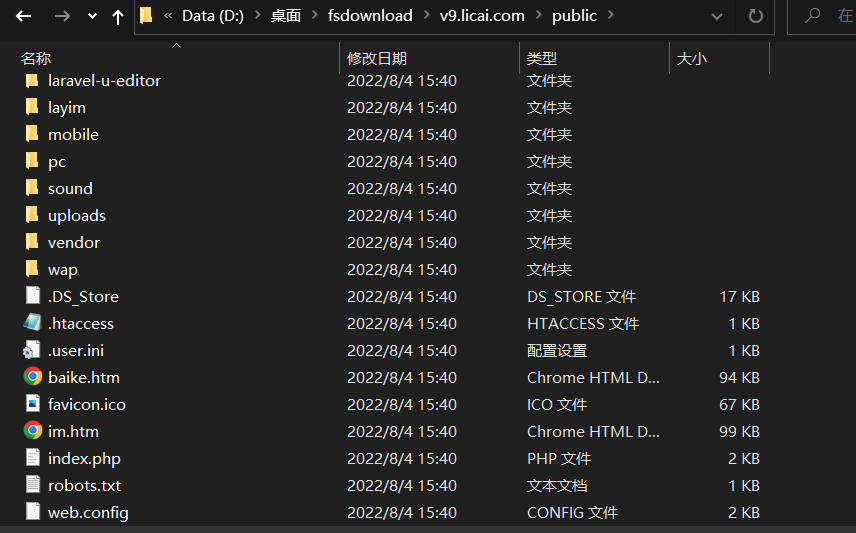 « Data (D:) > 桌面 > fsdownload > v9.licai.com > public > 在
名称 修改日期 类型 大小
laravel-u-editor 2022/8/4 15:40 文件夹
layim 2022/8/4 15:40 文件夹
mobile 2022/8/4 15:40 文件夹
pc 2022/8/4 15:40 文件夹
sound 2022/8/4 15:40 文件夹
uploads 2022/8/4 15:40 文件夹
vendor 2022/8/4 15:40 文件夹
wap 2022/8/4 15:40 文件夹
.DS_Store 2022/8/4 15:40 DS_STORE 文件 17 KB
.htaccess 2022/8/4 15:40 HTACCESS 文件 1 KB
.user.ini 2022/8/4 15:40 配置设置 1 KB
baike.htm 2022/8/4 15:40 Chrome HTML D... 94 KB
favicon.ico 2022/8/4 15:40 ICO 文件 67 KB
im.htm 2022/8/4 15:40 Chrome HTML D... 99 KB
index.php 2022/8/4 15:40 PHP 文件 2 KB
robots.txt 2022/8/4 15:40 文本文档 1 KB
web.config 2022/8/4 15:40 CONFIG 文件 2 KB